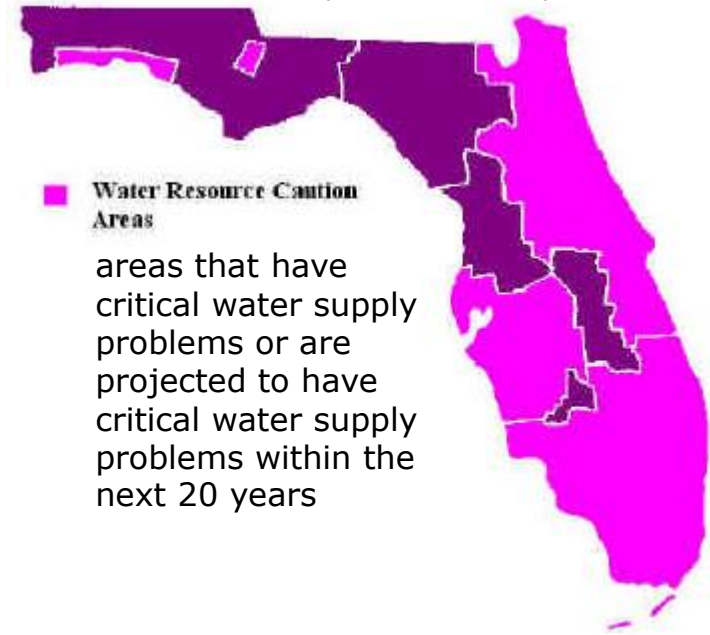 Water Resource Caution
Areas
areas that have
critical water supply
problems or are
projected to have
critical water supply
problems within the
next 20 years